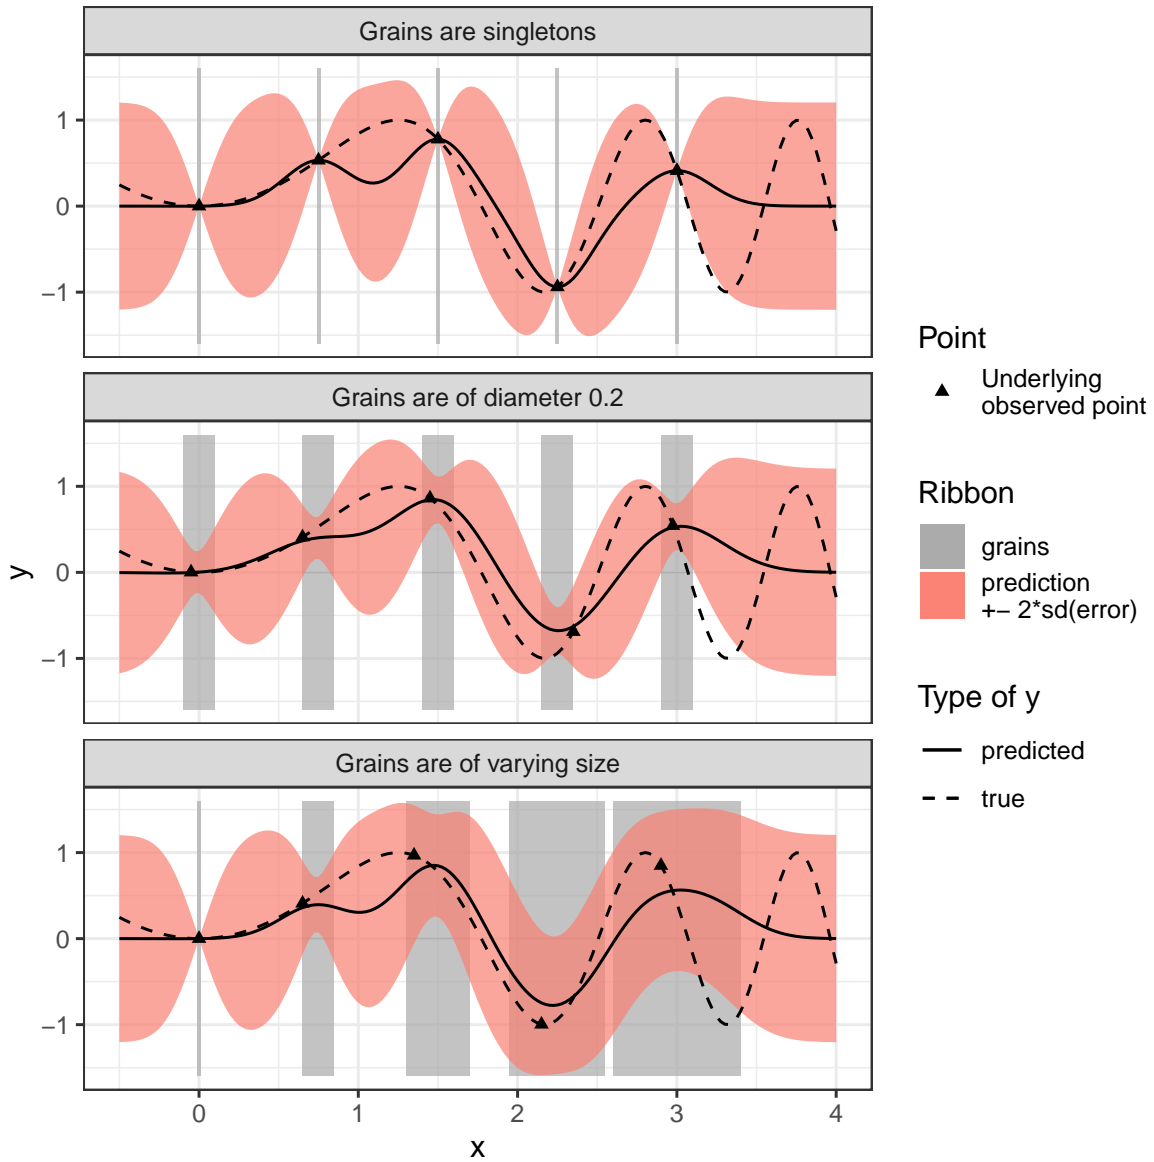 Grains are singletons
1
0
−1
Grains are of diameter 0.2
1
0
−1
Grains are of varying size
1
0
−1
0 1 2 3 4
x
y
Point
Underlying
observed point
Ribbon
grains
prediction
+− 2*sd(error)
Type of y
predicted
true